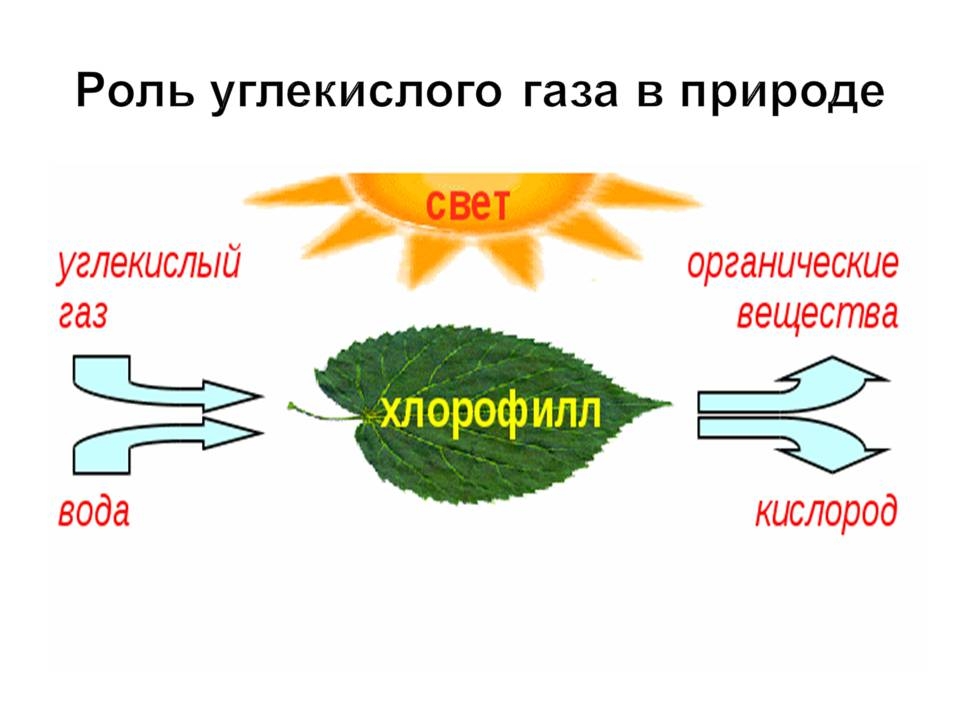 Роль углекислого газа в природе
свет
углекислый
газ
органические
вещества
хлорофилл
вода
кислород